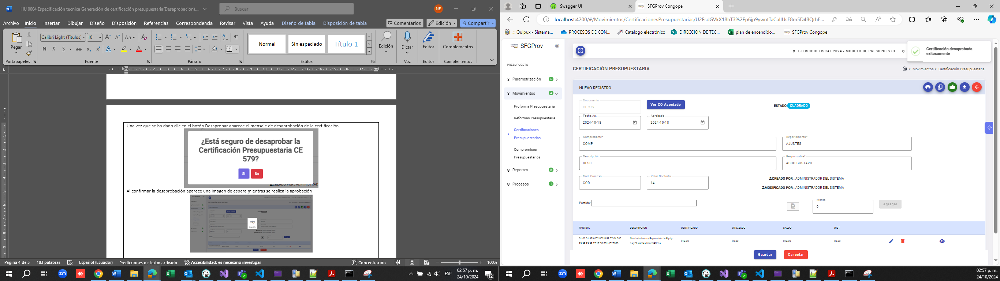 HU 0004 Especificación tecnica Generación de certificación presupuestaria(Desaprobación)....
Buscar
NE
Archivo Inicio Insertar Dibujar Diseño Disposición Referencias Correspondencia Revisar Vista Ayuda Diseño de tabla Disposición de tabla
Comentarios Edición Compartir
Pegar
Calibri Light (Títulos 10
Normal
Sin espaciado
Título 1
Edición
Dictar
Editor
Complementos
Portapapeles Fuente Párrafo Estilos Voz Editor Complementos
Una vez que se ha dado clic en el botón Desaprobar aparece el mensaje de desaprobación de la certificación.
¿Está seguro de desaprobar la
Certificación Presupuestaria CE
579?
Sí No
CREADO POR : ADMINISTRAD
Al confirmar la desaprobación aparece una imagen de espera mientras se realiza la aprobación
Página 4 de 5 183 palabras Español (Ecuador) Predicciones de texto: activado Accesibilidad: es necesario investigar Concentración 100%
ESP
02:57 p. m.
24/10/2024
12
Swagger UI
SFGProv Congope
localhost:4200/#/Movimientos/CertificacionesPresupuestarias/U2FsdGVkX18hT3%2Fp6jp9ywntTaCalIUsE8m5D4BQrhE...
.:: Quipux - Sistema... PROCESOS DE CON... Catálogo electrónico DIRECCION DE TEC... plan de encendido... SFGProv Congope
SFGProv
EJERCICIO FISCAL 2024 - MODULO DE PRESUPUESTO
Certificación desaprobada
exitosamente
PRESUPUESTO
Parametrización 5
Movimientos 4
Proforma Presupuestaria
Reformas Presupuestaria
Certificaciones
Presupuestarias
Compromisos
Presupuestarios
Reportes 2
Procesos 1
CERTIFICACIÓN PRESUPUESTARIA
Movimientos > Certificación Presupuestaria
NUEVO REGISTRO
Documento
CE 579
Ver CO Asociado
ESTADO: CUADRADO
Fecha As.
2024-10-18
Aprobado
2024-10-18
Comprobante*
COMP
Departamento*
AJUSTES
Descripción
DESC
Responsable*
ABDO GUSTAVO
Cod. Proceso
COD
Valor Contrato
14
CREADO POR : ADMINISTRADOR DEL SISTEMA
MODIFICADO POR : ADMINISTRADOR DEL SISTEMA
Partida:
Monto
0
Agregar
PARTIDA DESCRIPCION CERTIFICADO UTILIZADO SALDO DIST
01.01.01.999.002.003.5.53.07.04.000.
99.99.99.99.17.17.50.001.6520000
Mantenimiento y Reparación de Equip
os y Sistemas Informáticos
$12.00 $0.00 $12.00 $0.00
Guardar Cancelar
02:57 p. m.
24/10/2024